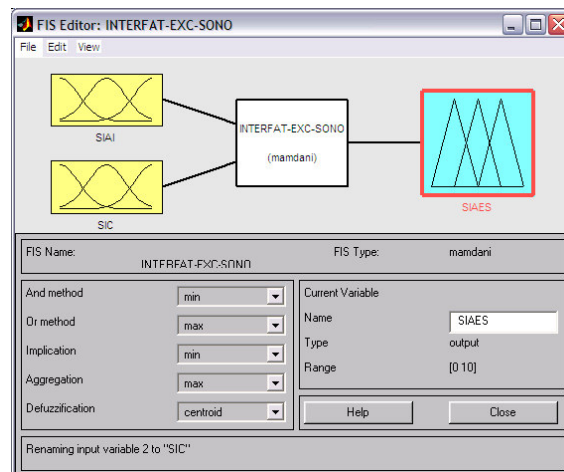 FIS Editor: INTERFAT-EXC-SONO
File Edit View
SIAI
INTERFAT-EXC-SONO
(mamdani)
SIC
SIAES
FIS Name:
INTERFAT-EXC-SONO
FIS Type:
mamdani
And method
min
Or method
max
Implication
min
Aggregation
max
Defuzzification
centroid
Current Variable
Name
SIAES
Type
output
Range
[0 10]
Help
Close
Renaming input variable 2 to "SIC"